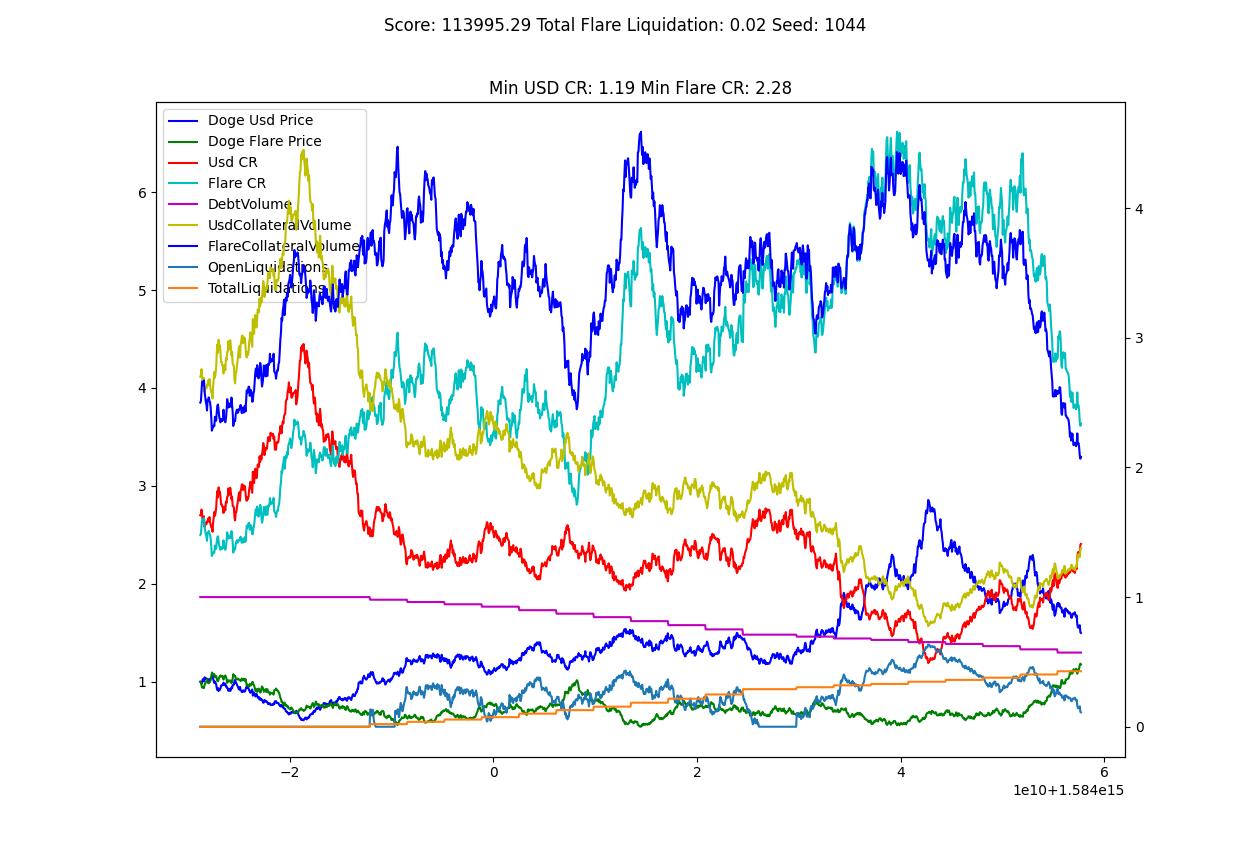 Score: 113995.29 Total Flare Liquidation: 0.02 Seed: 1044
Min USD CR: 1.19 Min Flare CR: 2.28
Doge Usd Price
Doge Flare Price
Usd CR
Flare CR
DebtVolume
UsdCollateralVolume
FlareCollateralVolume
OpenLiquidations
TotalLiquidations
6
5
4
3
2
1
4
3
2
1
0
−2
0
2
4
6
1e10+1.584e15